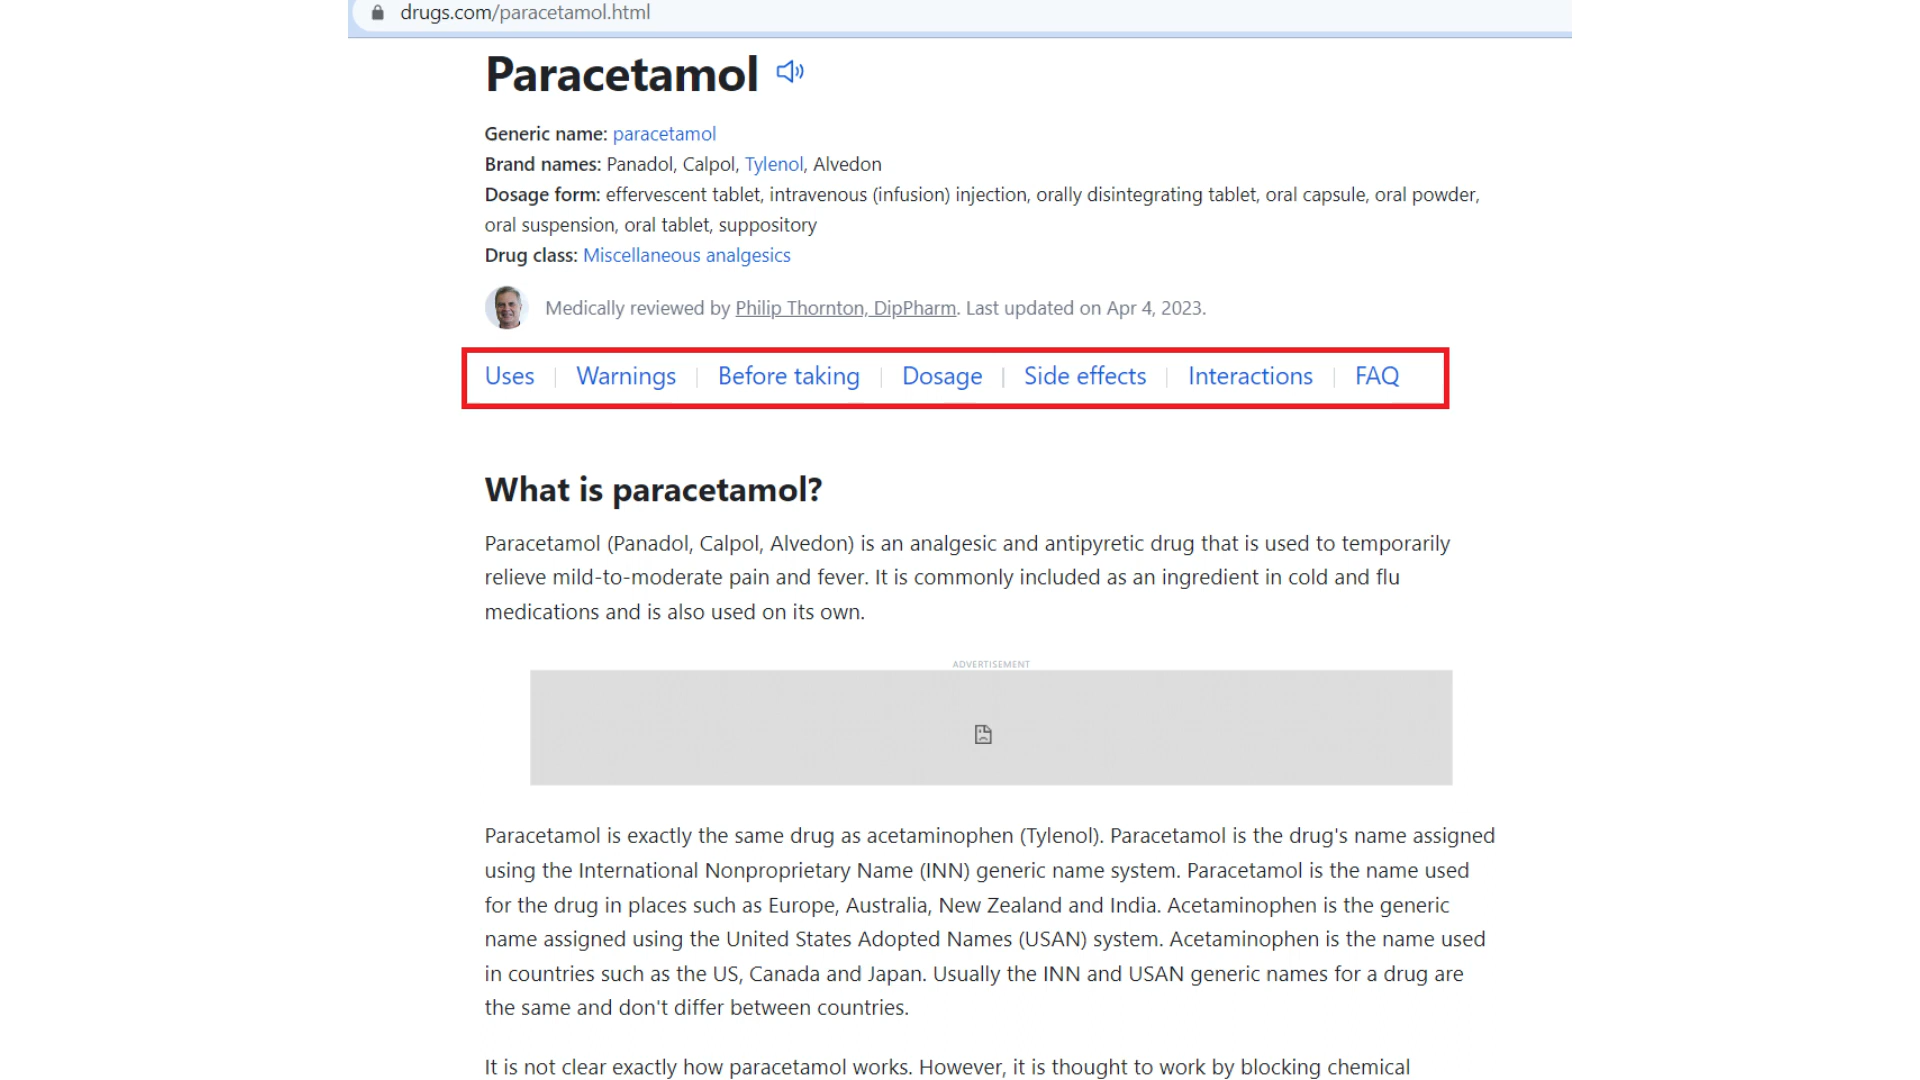 drugs.com/paracetamol.html
Paracetamol
Generic name: paracetamol
Brand names: Panadol, Calpol, Tylenol, Alvedon
Dosage form: effervescent tablet, intravenous (infusion) injection, orally disintegrating tablet, oral capsule, oral powder,
oral suspension, oral tablet, suppository
Drug class: Miscellaneous analgesics
Medically reviewed by Philip Thornton, DipPharm. Last updated on Apr 4, 2023.
Uses | Warnings | Before taking | Dosage | Side effects | Interactions | FAQ
What is paracetamol?
Paracetamol (Panadol, Calpol, Alvedon) is an analgesic and antipyretic drug that is used to temporarily
relieve mild-to-moderate pain and fever. It is commonly included as an ingredient in cold and flu
medications and is also used on its own.
ADVERTISEMENT
Paracetamol is exactly the same drug as acetaminophen (Tylenol). Paracetamol is the drug's name assigned
using the International Nonproprietary Name (INN) generic name system. Paracetamol is the name used
for the drug in places such as Europe, Australia, New Zealand and India. Acetaminophen is the generic
name assigned using the United States Adopted Names (USAN) system. Acetaminophen is the name used
in countries such as the US, Canada and Japan. Usually the INN and USAN generic names for a drug are
the same and don't differ between countries.
It is not clear exactly how paracetamol works. However, it is thought to work by blocking chemical